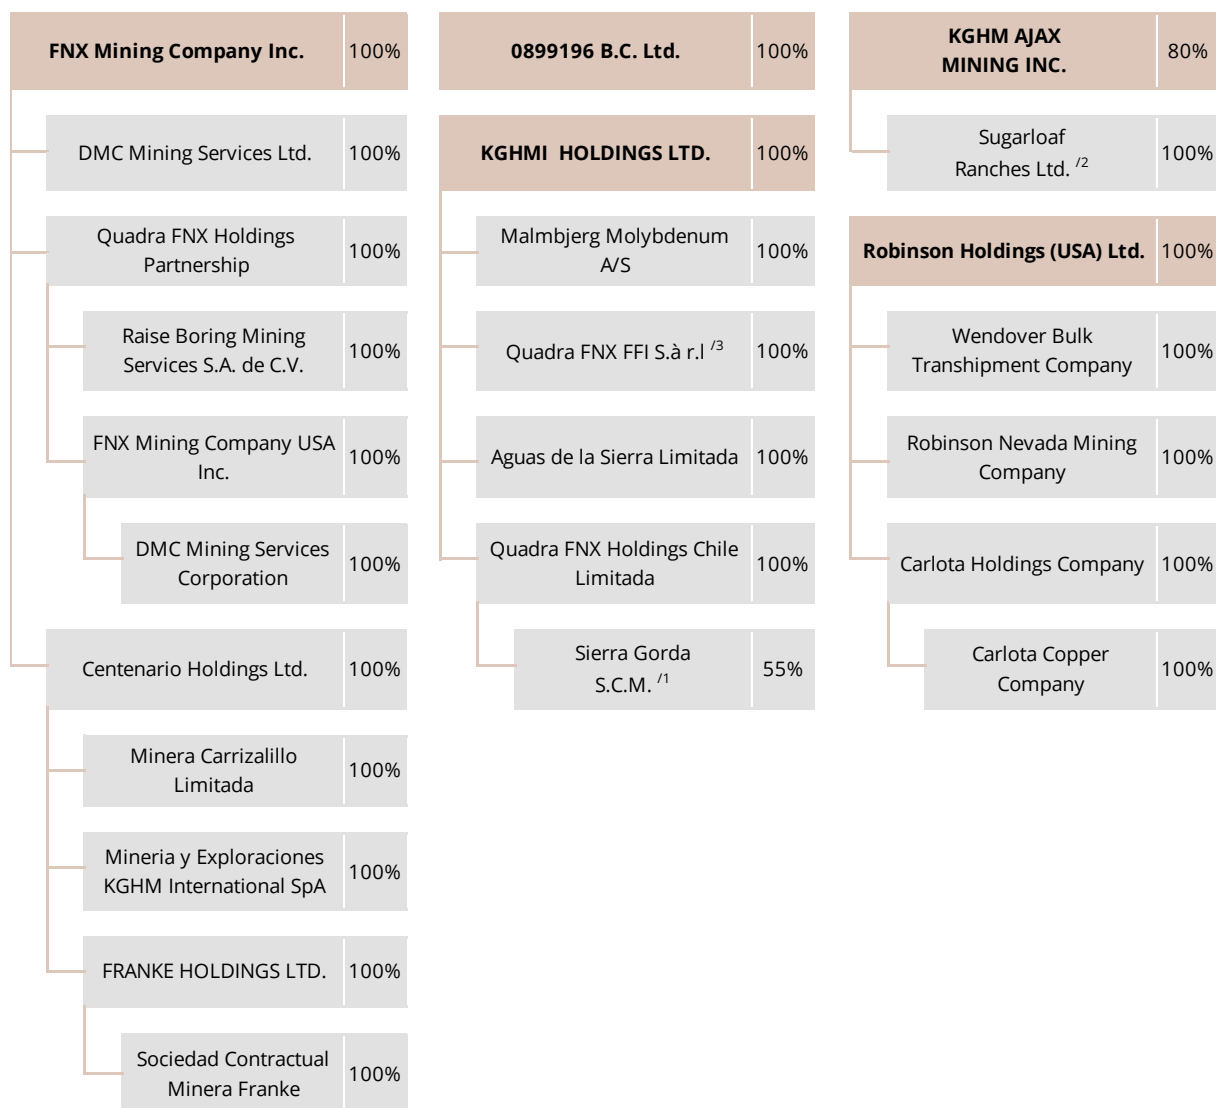 FNX Mining Company Inc. 100%
DMC Mining Services Ltd. 100%
Quadra FNX Holdings
Partnership 100%
Raise Boring Mining
Services S.A. de C.V. 100%
FNX Mining Company USA
Inc. 100%
DMC Mining Services
Corporation 100%
Centenario Holdings Ltd. 100%
Minera Carrizalillo
Limitada 100%
Mineria y Exploraciones
KGHM International SpA 100%
FRANKE HOLDINGS LTD. 100%
Sociedad Contractual
Minera Franke 100%
0899196 B.C. Ltd. 100%
KGHMI HOLDINGS LTD. 100%
Malmbjerg Molybdenum
A/S 100%
Quadra FNX FFI S.à r.l /3 100%
Aguas de la Sierra Limitada 100%
Quadra FNX Holdings Chile
Limitada 100%
Sierra Gorda
S.C.M. /1 55%
KGHM AJAX
MINING INC. 80%
Sugarloaf
Ranches Ltd. /2 100%
Robinson Holdings (USA) Ltd. 100%
Wendover Bulk
Transhipment Company 100%
Robinson Nevada Mining
Company 100%
Carlota Holdings Company 100%
Carlota Copper
Company 100%